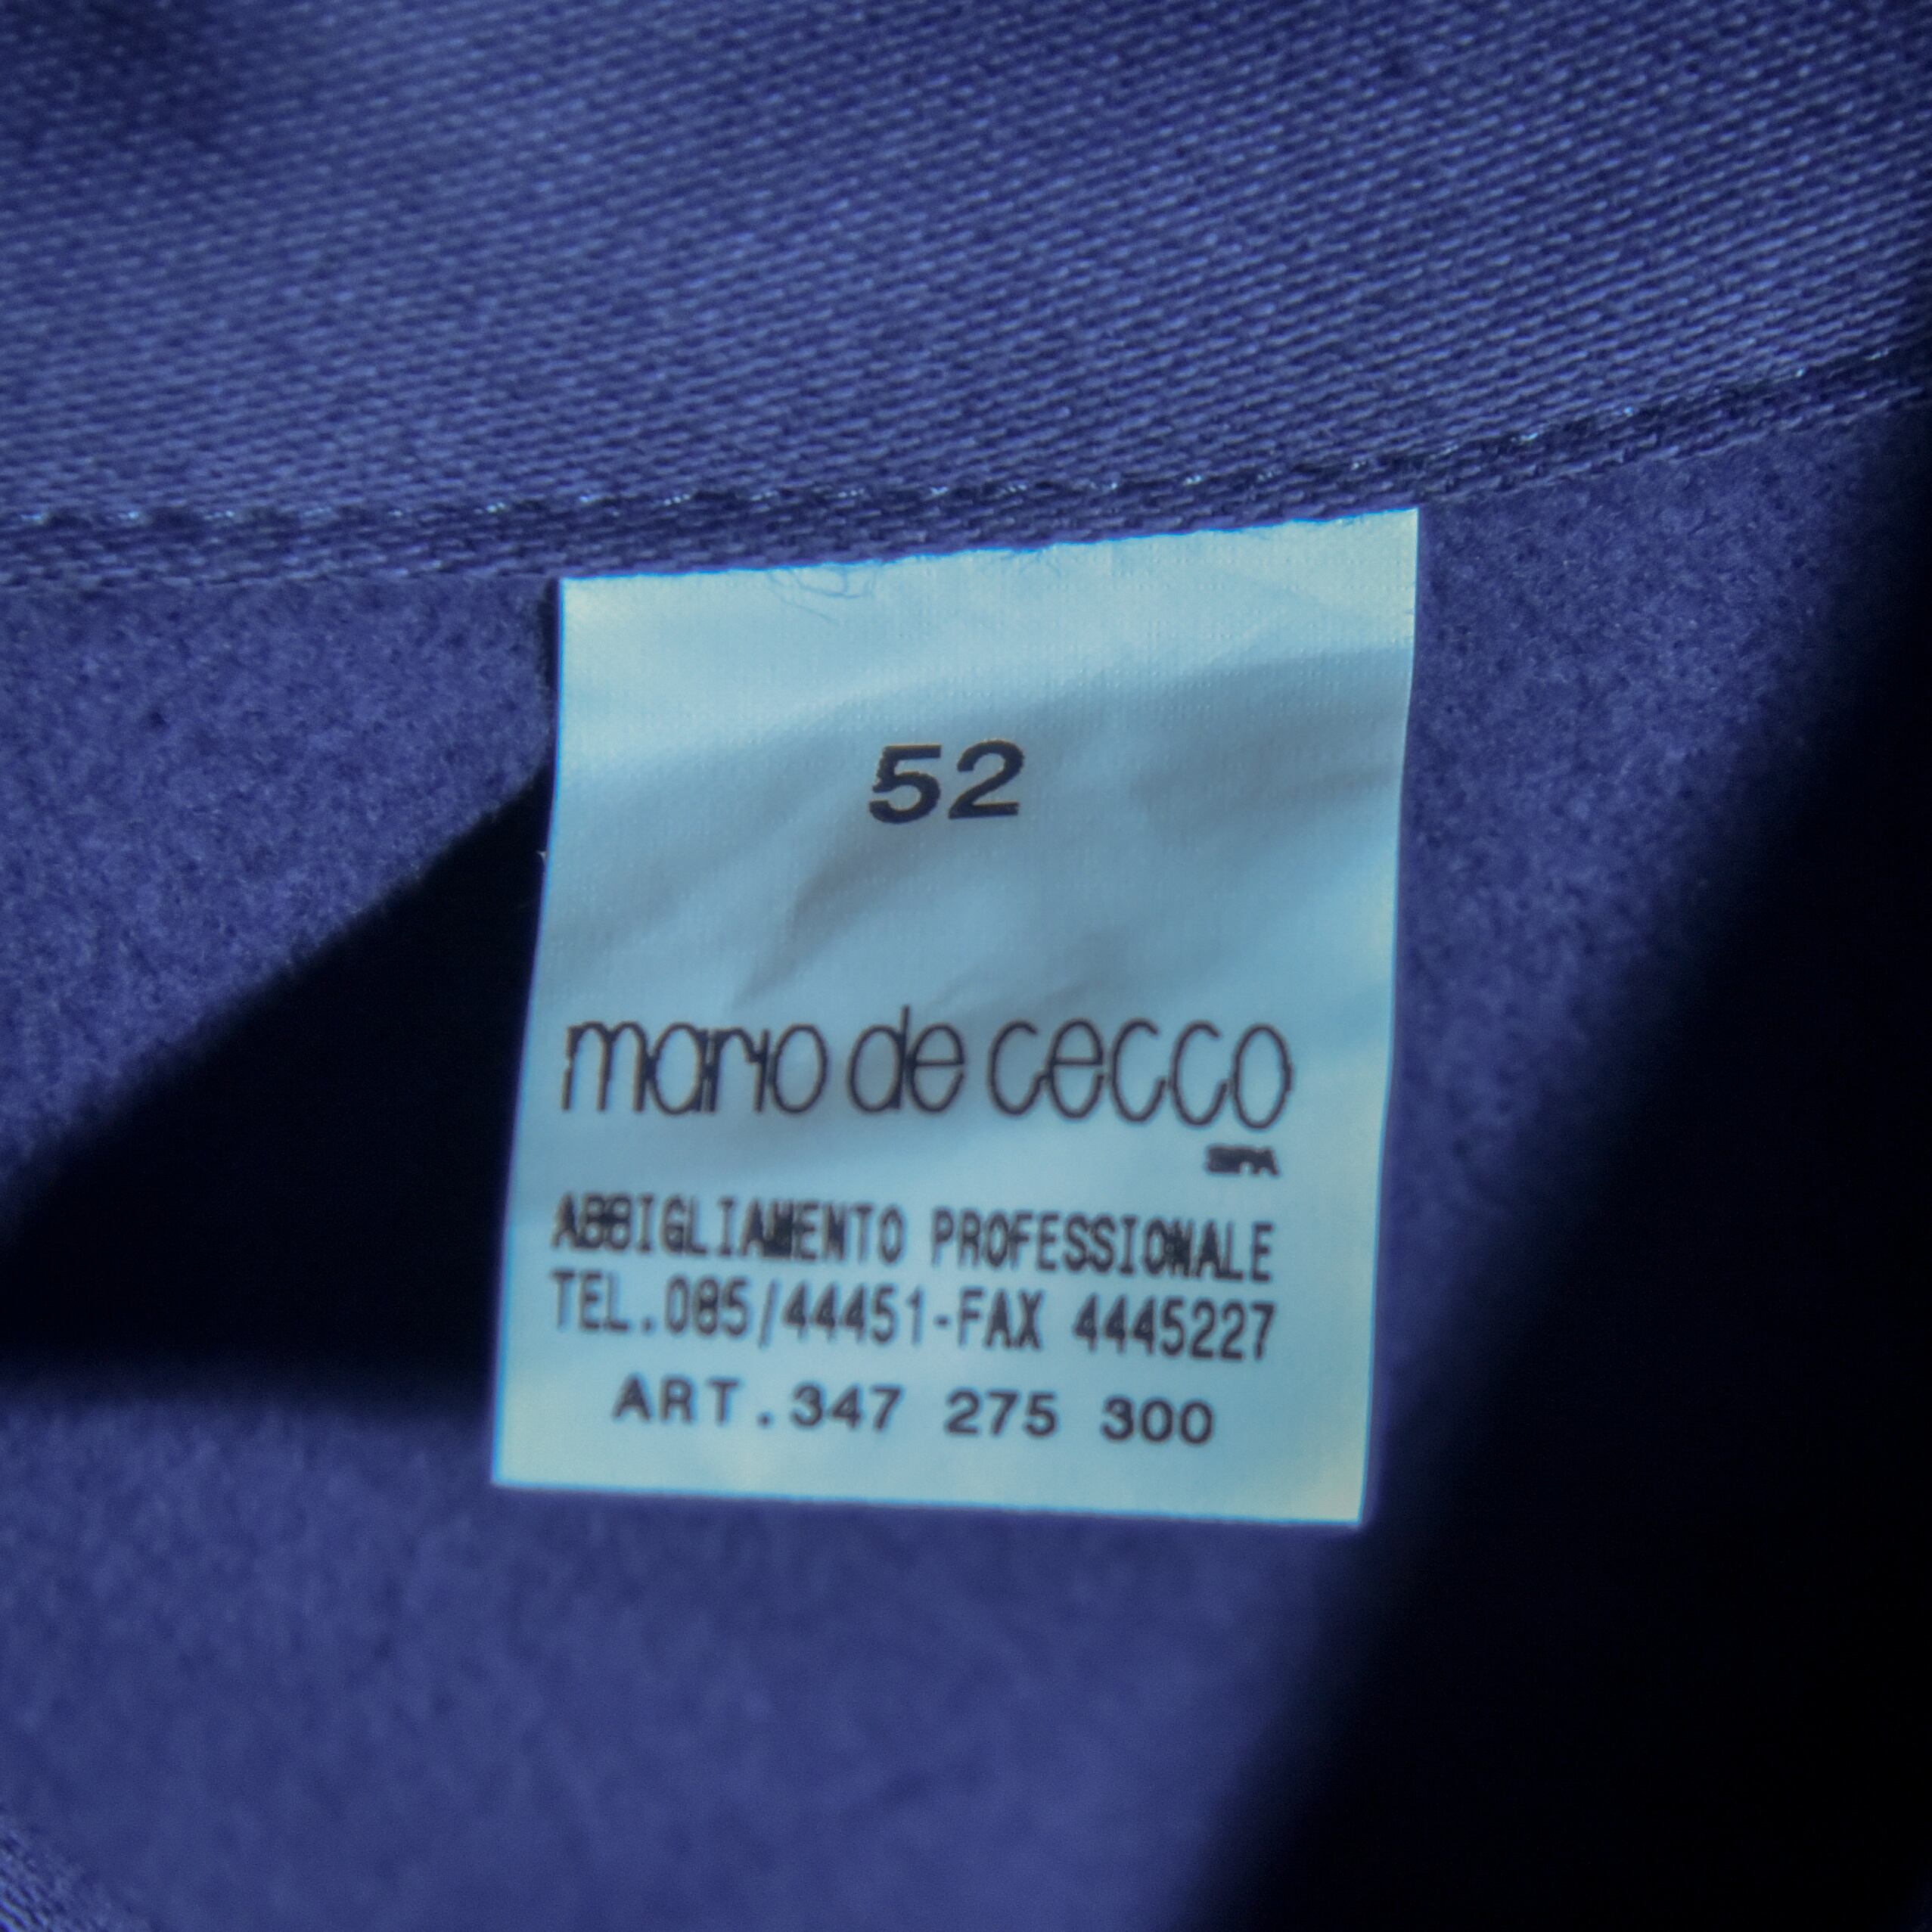 52
mario de cecco
SPA
ABBIGLIAMENTO PROFESSIONALE
TEL.085/44451-FAX 4445227
ART.347 275 300